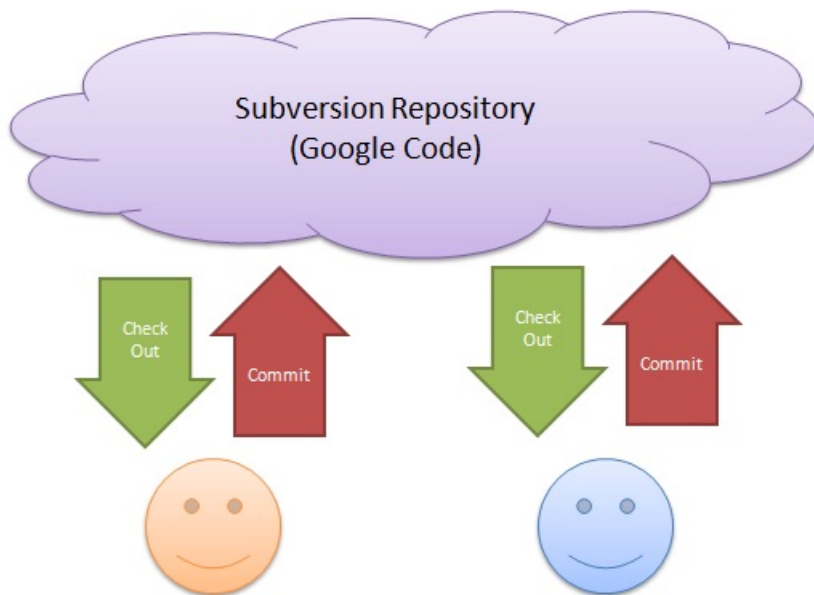 Subversion Repository
(Google Code)
Check
Out
Commit
Check
Out
Commit